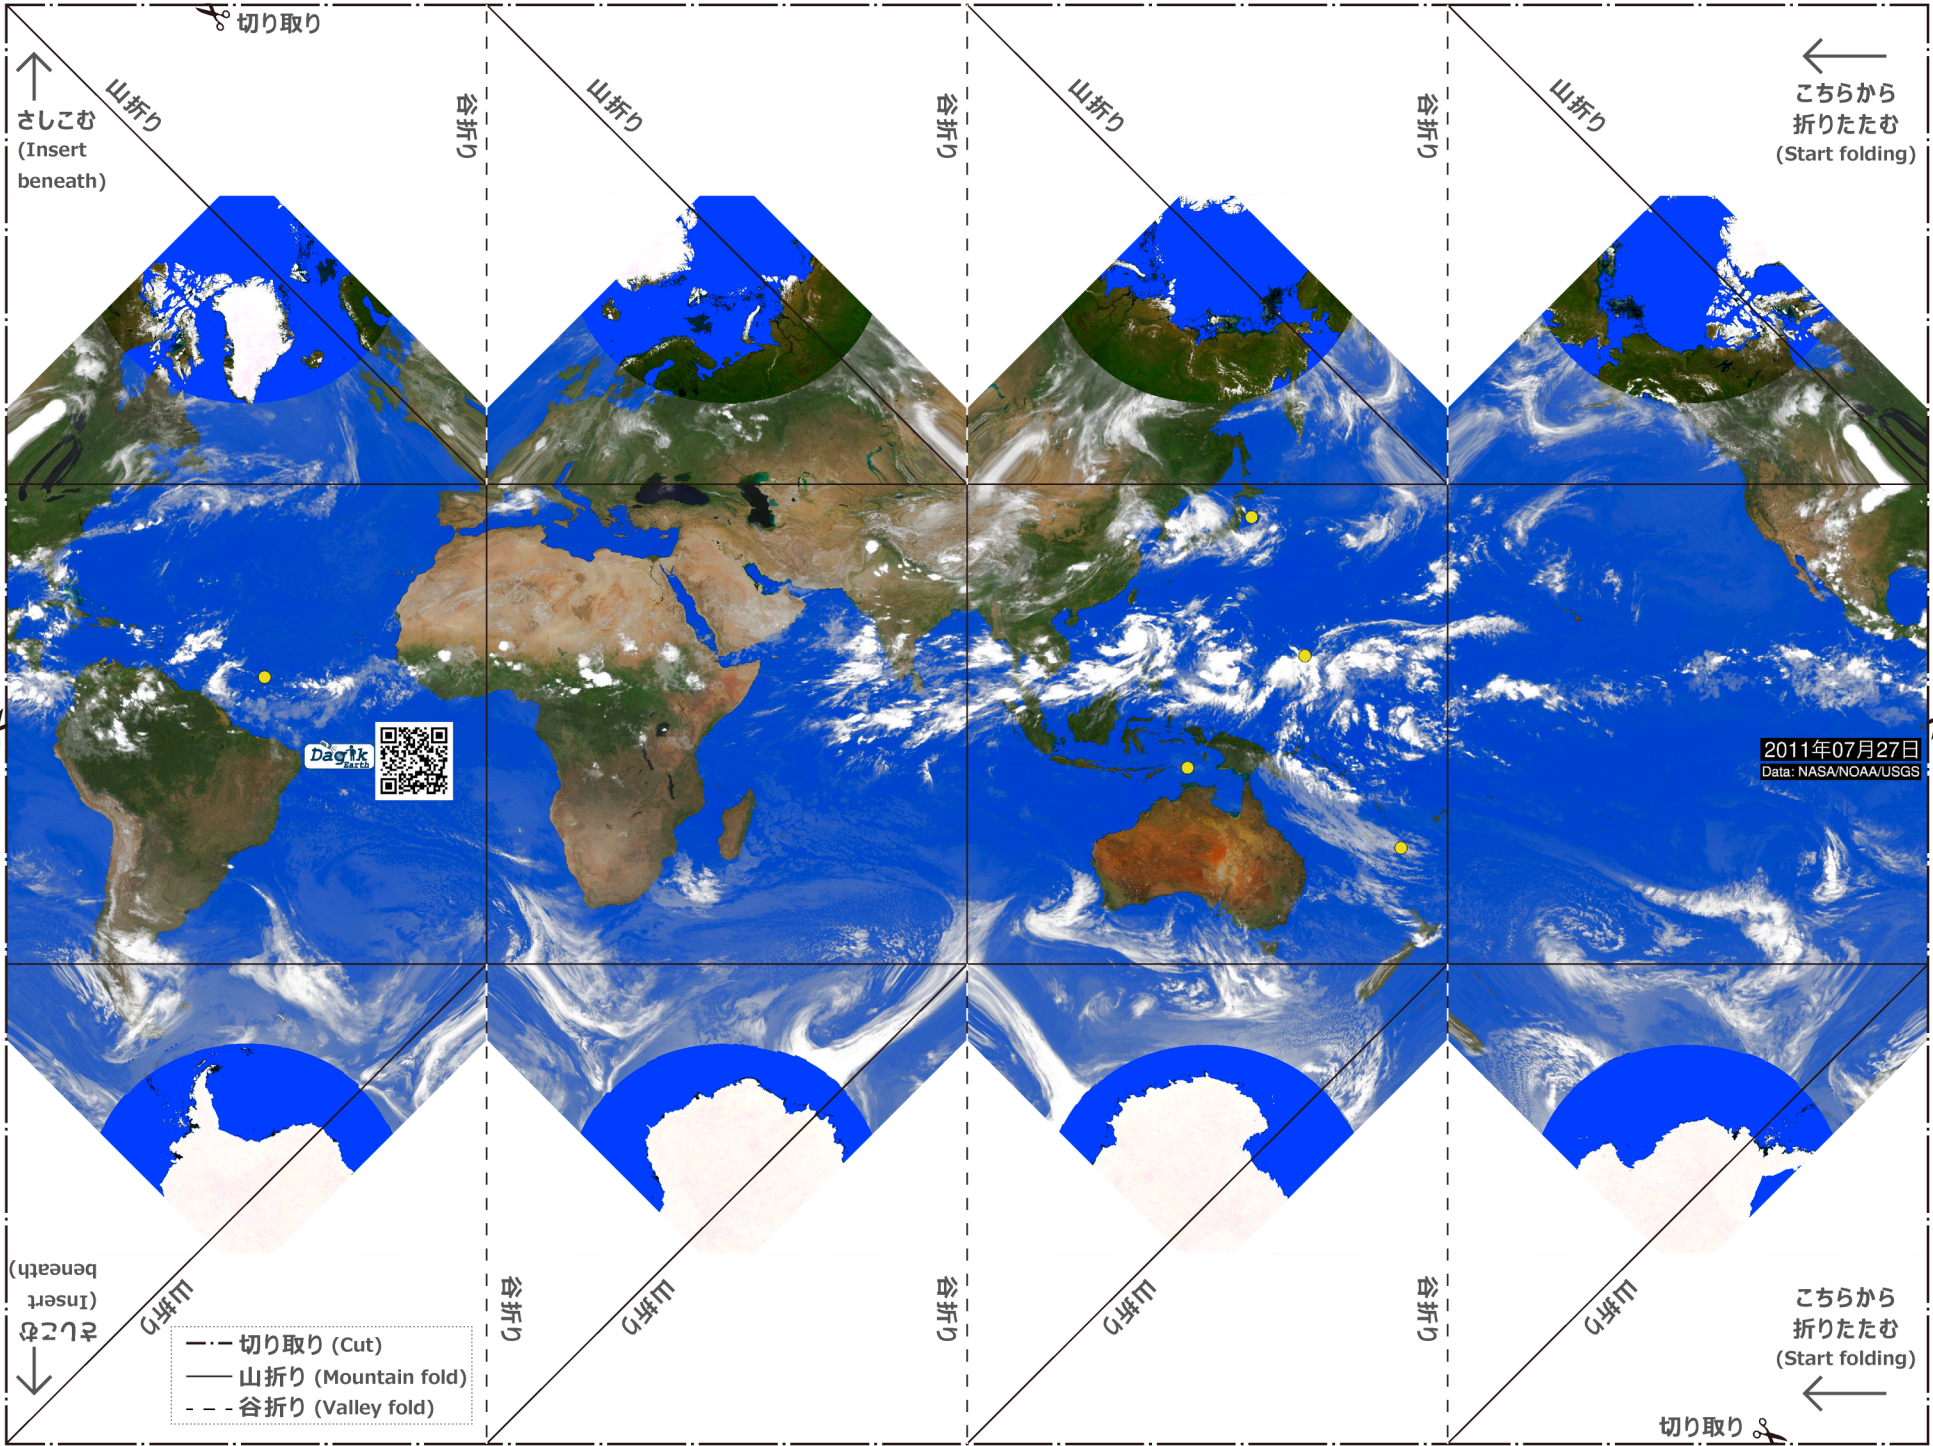 切り取り
山折り
谷折り
山折り
谷折り
山折り
谷折り
山折り
さしこむ
(Insert
beneath)
こちらから
折りたたむ
(Start folding)
Dagik
Earth
2011年07月27日
Data: NASA/NOAA/USGS
さしこむ
(Insert
beneath)
山折り
谷折り
山折り
谷折り
山折り
谷折り
山折り
こちらから
折りたたむ
(Start folding)
切り取り (Cut)
山折り (Mountain fold)
谷折り (Valley fold)
切り取り